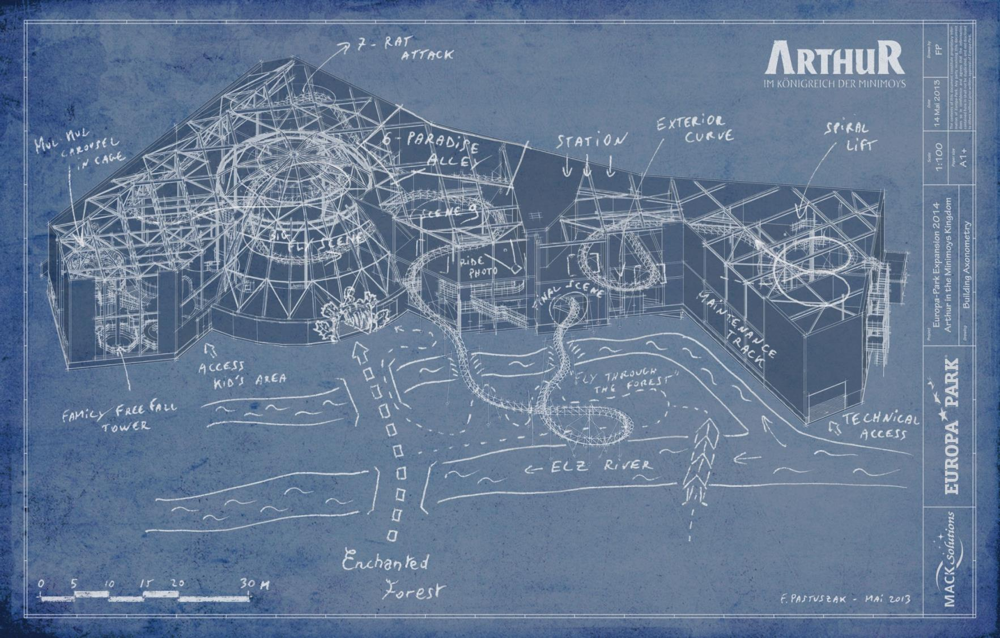 7- RAT
ATTACK
ARTHUR
IM KÖNIGREICH DER MINIMOYS
MUL-MUL
CAROUSEL
IN CAGE
6- PARADISE
ALLEY
STATION
EXTERIOR
CURVE
SPIRAL
LIFT
SCENE 9
BIG
FLY SCENE
RIDE
PHOTO
FINAL SCENE
MAINTENANCE
TRACK
ACCESS
KID'S AREA
"FLY THROUGH
THE FOREST"
FAMILY FREE FALL
TOWER
TECHNICAL
ACCESS
← ELZ RIVER
Enchanted
Forest
0 5 10 15 20 30 M
F. PASTUSZAK - MAI 2013
Drawn by
FP
Date
14 Mai 2013
Scale
1:100
Paper size
A1+
Project
Europa-Park Expansion 2014
Arthur in the Minimoys Kingdom
Drawing
Building Axonometry
EUROPA PARK®
MACK Solutions